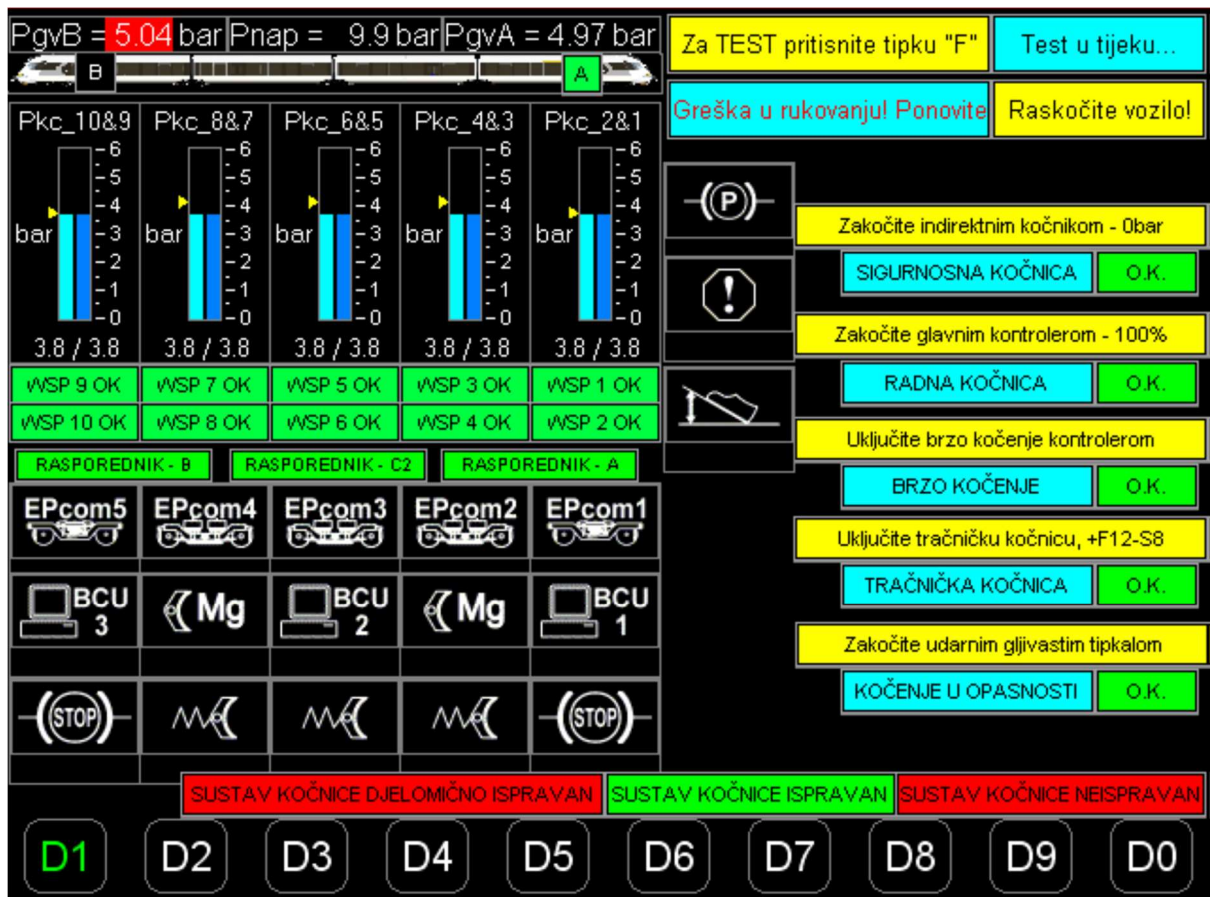 PgvB = 5.04 bar Pnap = 9.9 bar PgvA = 4.97 bar
B A
Pkc_10&9 Pkc_8&7 Pkc_6&5 Pkc_4&3 Pkc_2&1
6 6 6 6 6
5 5 5 5 5
4 4 4 4 4
bar 3 bar 3 bar 3 bar 3 bar 3
2 2 2 2 2
1 1 1 1 1
0 0 0 0 0
3.8 / 3.8 3.8 / 3.8 3.8 / 3.8 3.8 / 3.8 3.8 / 3.8
WSP 9 OK WSP 7 OK WSP 5 OK WSP 3 OK WSP 1 OK
WSP 10 OK WSP 8 OK WSP 6 OK WSP 4 OK WSP 2 OK
RASPOREDNIK - B RASPOREDNIK - C2 RASPOREDNIK - A
EPcom5 EPcom4 EPcom3 EPcom2 EPcom1
BCU 3 Mg BCU 2 Mg BCU 1
(STOP) (STOP)
Za TEST pritisnite tipku "F" Test u tijeku...
Greška u rukovanju! Ponovite Raskočite vozilo!
(P)
!
Zakočite indirektnim kočnikom - 0bar
SIGURNOSNA KOČNICA O.K.
Zakočite glavnim kontrolerom - 100%
RADNA KOČNICA O.K.
Uključite brzo kočenje kontrolerom
BRZO KOČENJE O.K.
Uključite tračničku kočnicu, +F12-S8
TRAČNIČKA KOČNICA O.K.
Zakočite udarnim gljivastim tipkalom
KOČENJE U OPASNOSTI O.K.
SUSTAV KOČNICE DJELOMIČNO ISPRAVAN SUSTAV KOČNICE ISPRAVAN SUSTAV KOČNICE NEISPRAVAN
D1 D2 D3 D4 D5 D6 D7 D8 D9 D0